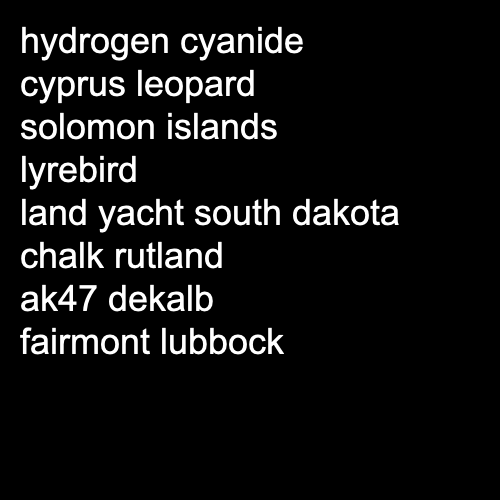 hydrogen cyanide
cyprus leopard
solomon islands
lyrebird
land yacht south dakota
chalk rutland
ak47 dekalb
fairmont lubbock